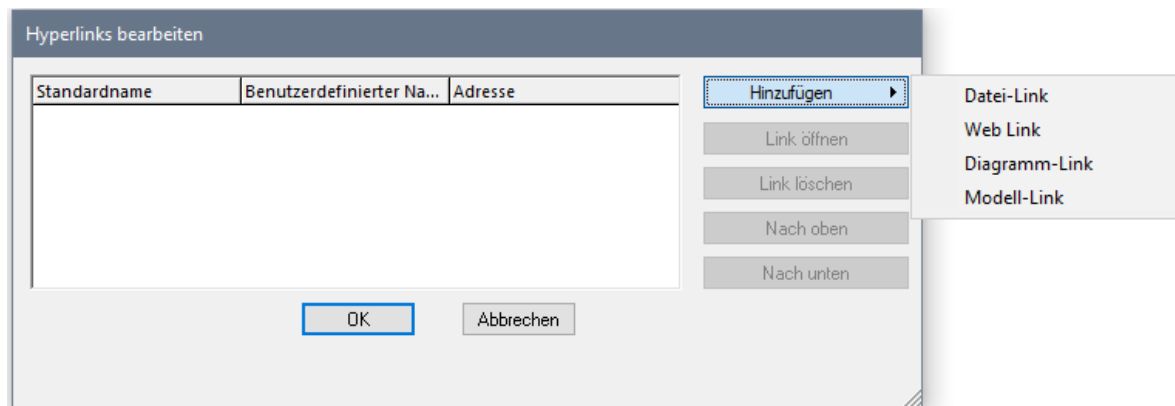 Hyperlinks bearbeiten
Standardname Benutzerdefinierter Na... Adresse
Hinzufügen
Link öffnen
Link löschen
Nach oben
Nach unten
Datei-Link
Web Link
Diagramm-Link
Modell-Link
OK Abbrechen